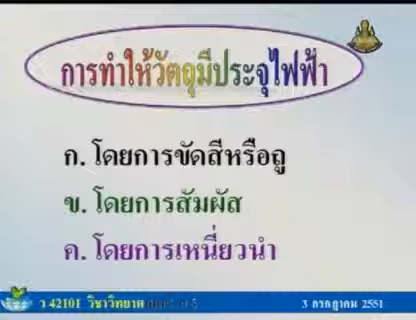 การทำให้วัตถุมีประจุไฟฟ้า
ก. โดยการขัดสีหรือถู
ข. โดยการสัมผัส
ค. โดยการเหนี่ยวนำ
ว 42101 วิชาวิทยาศ
3 กรกฎาคม 2551